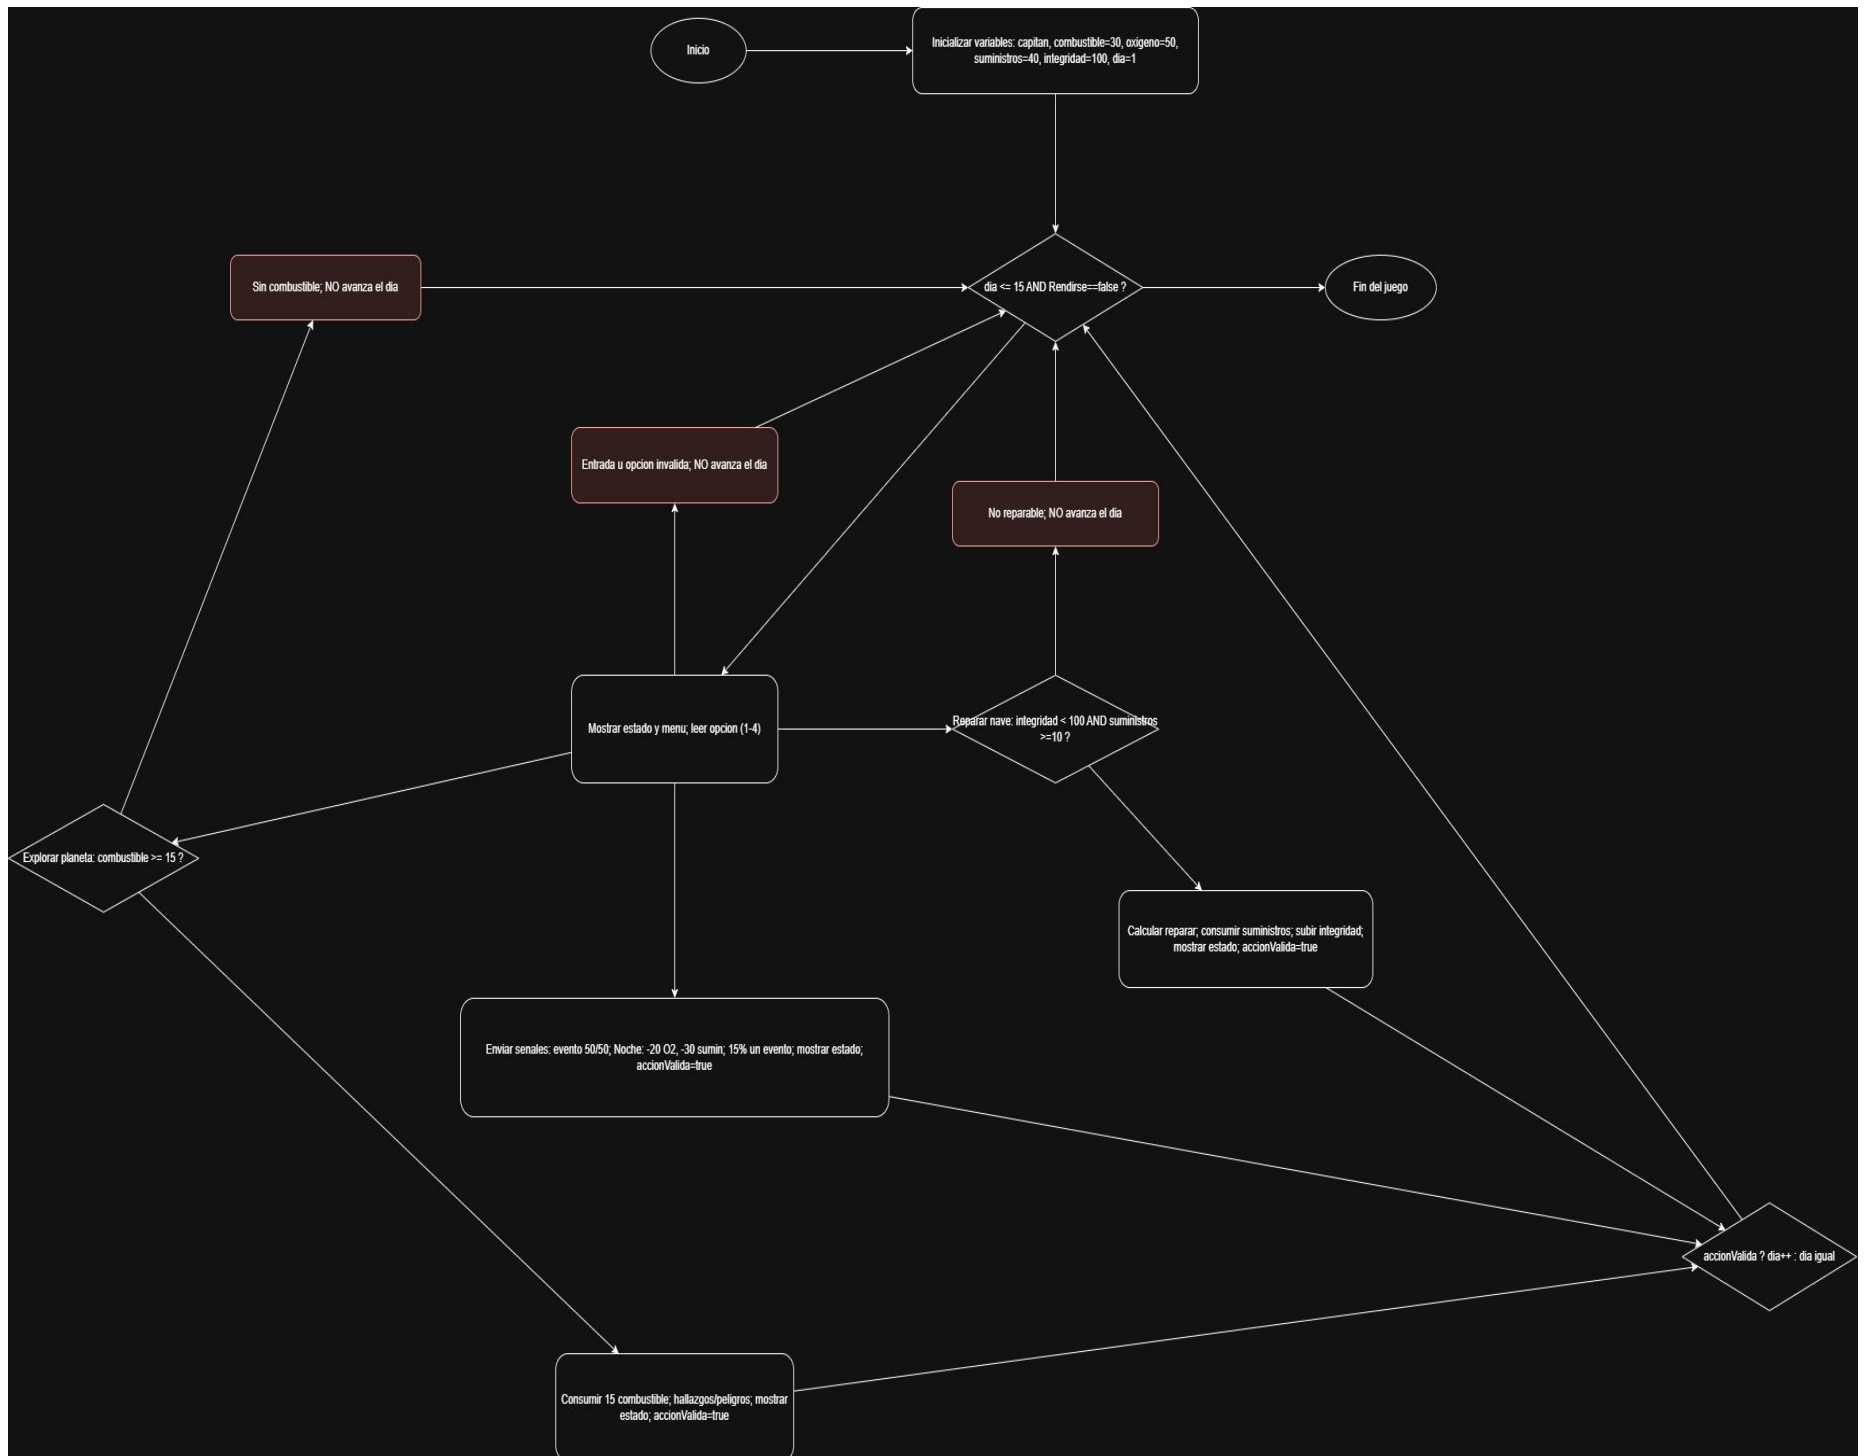 Inicio
Inicializar variables: capitan, combustible=30, oxigeno=50,
suministros=40, integridad=100, dia=1
Sin combustible; NO avanza el dia
dia <= 15 AND Rendirse==false ?
Fin del juego
Entrada u opcion invalida; NO avanza el dia
No reparable; NO avanza el dia
Mostrar estado y menu; leer opcion (1-4)
Reparar nave: integridad < 100 AND suministros
>=10 ?
Explorar planeta: combustible >= 15 ?
Calcular reparar; consumir suministros; subir integridad;
mostrar estado; accionValida=true
Enviar senales: evento 50/50; Noche: -20 O2, -30 sumin; 15% un evento; mostrar estado;
accionValida=true
accionValida ? dia++ : dia igual
Consumir 15 combustible; hallazgos/peligros; mostrar
estado; accionValida=true